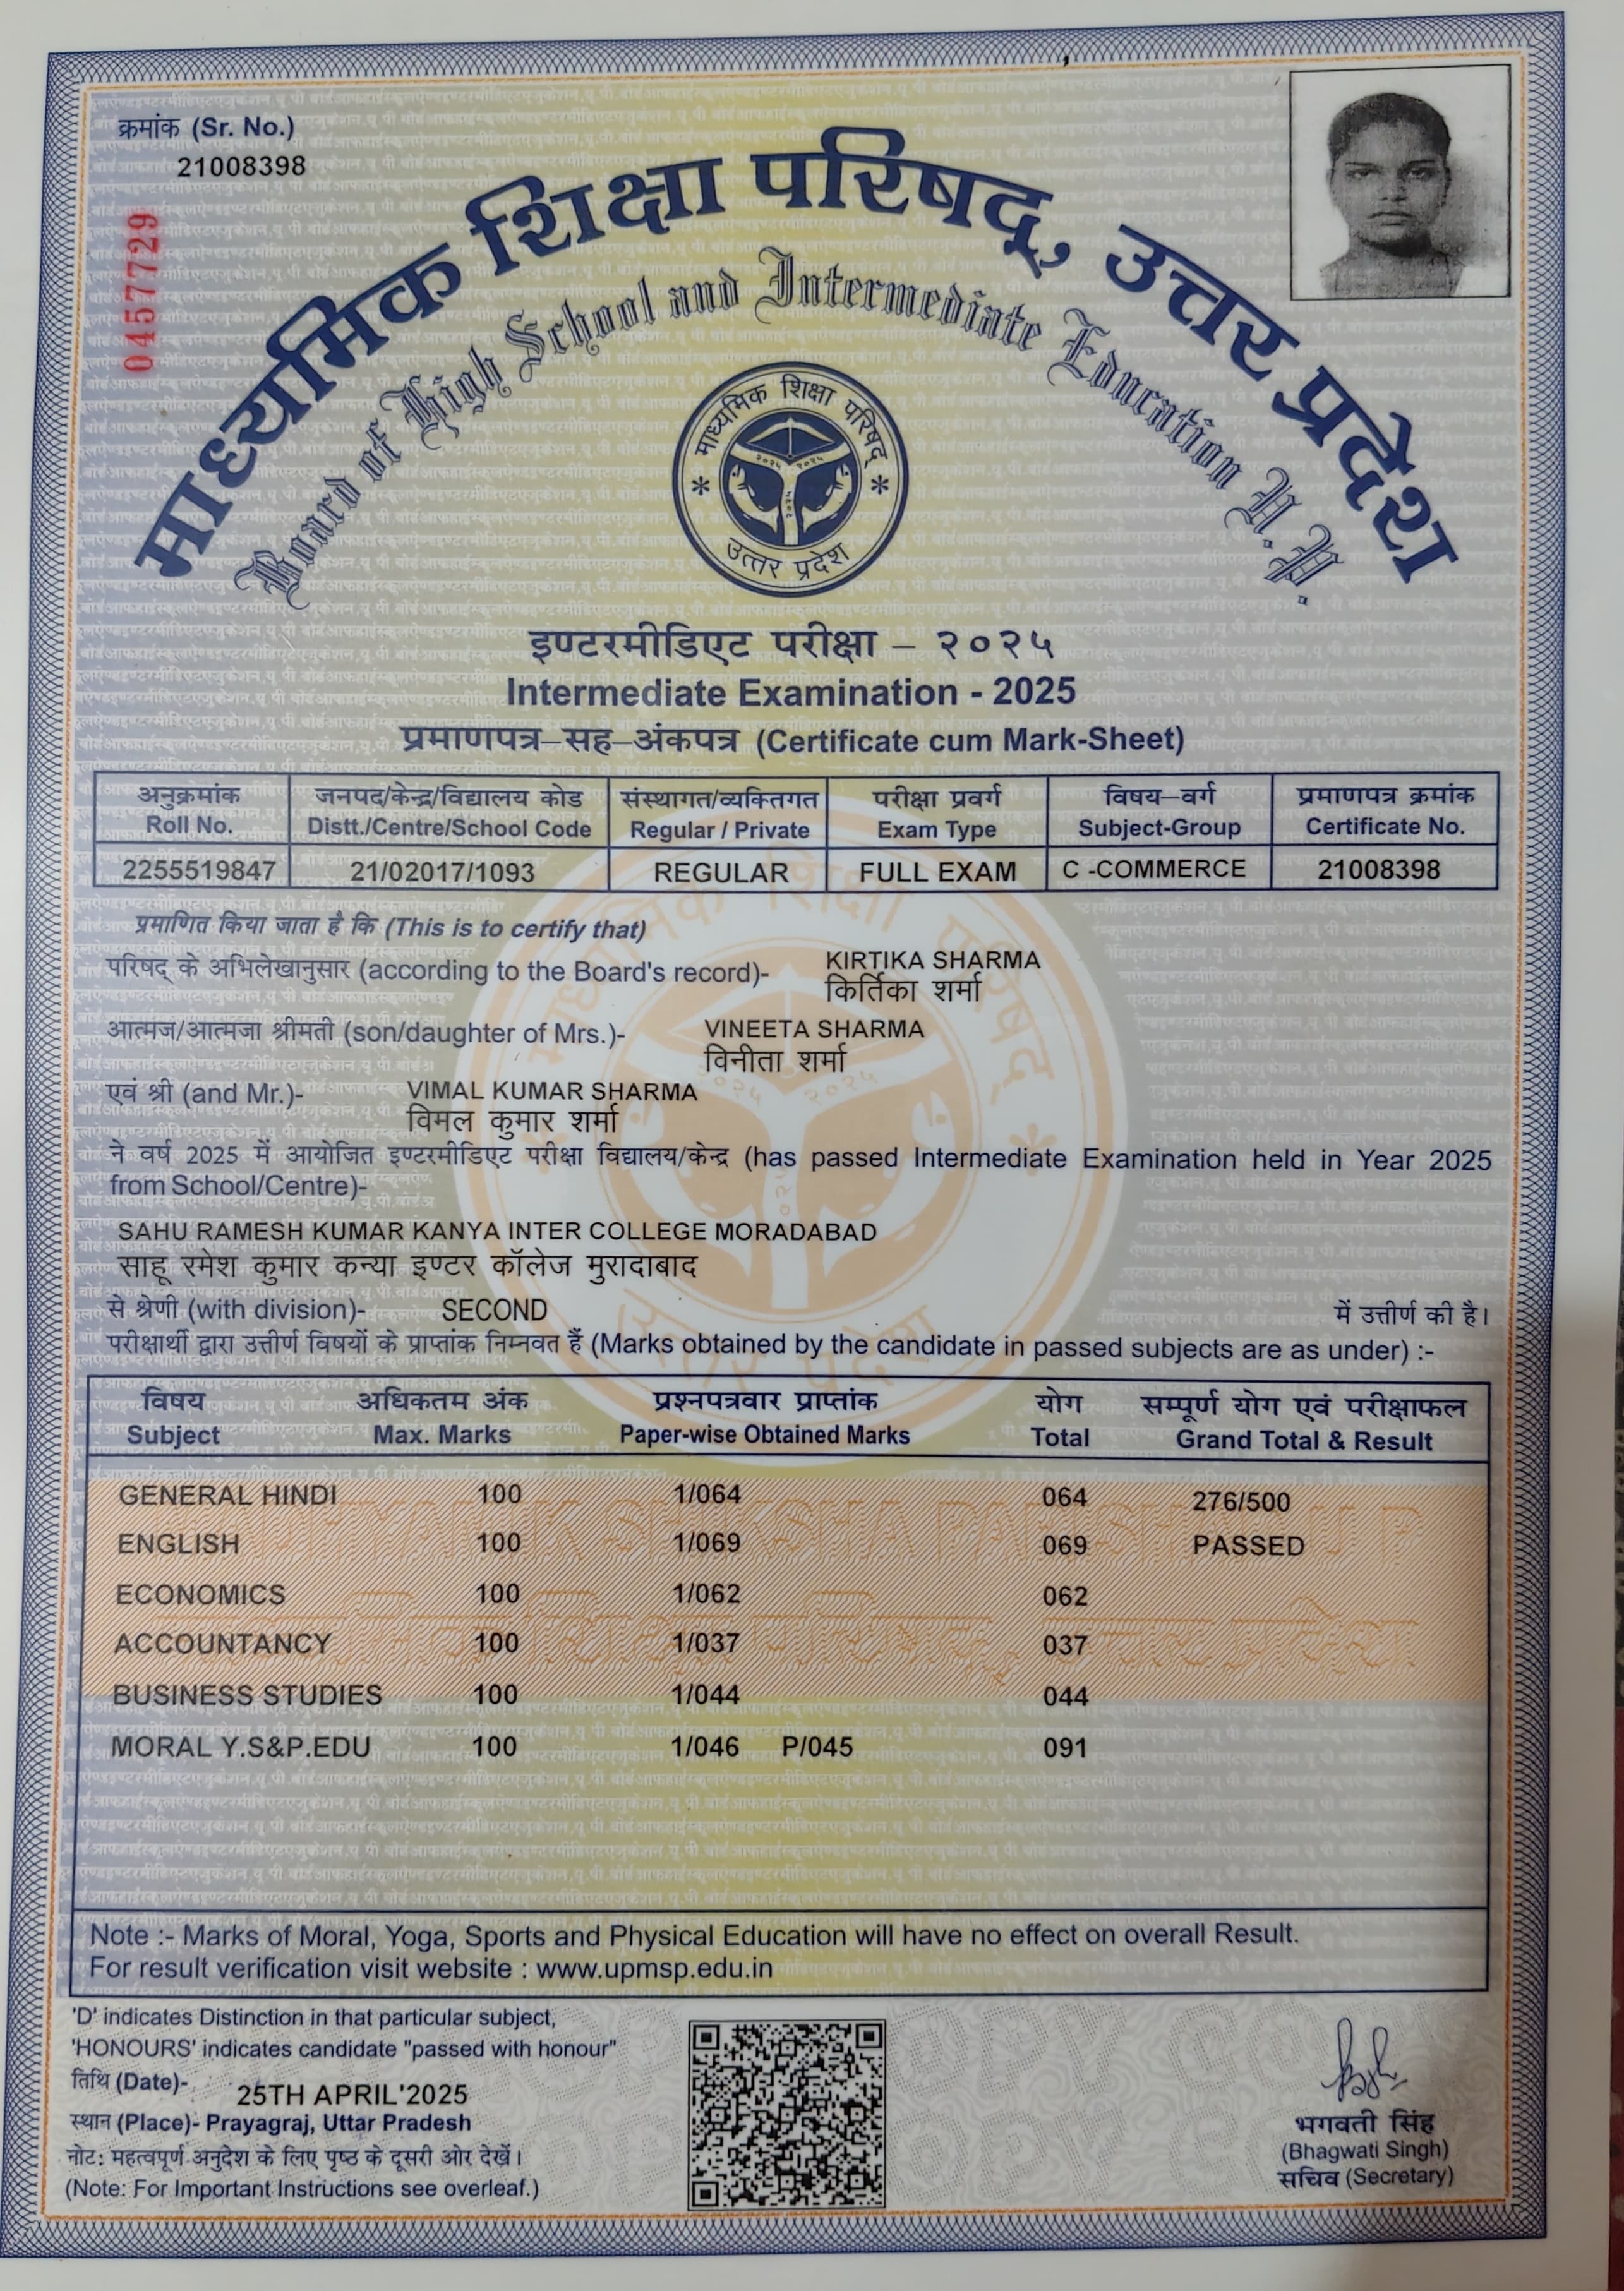 क्रमांक (Sr. No.)
21008398
0457729
माध्यमिक शिक्षा परिषद्, उत्तर प्रदेश
Board of High School and Intermediate Education U.P.
माध्यमिक शिक्षा परिषद्
उत्तर प्रदेश
इण्टरमीडिएट परीक्षा – २०२५
Intermediate Examination - 2025
प्रमाणपत्र–सह–अंकपत्र (Certificate cum Mark-Sheet)
अनुक्रमांक जनपद/केन्द्र/विद्यालय कोड संस्थागत/व्यक्तिगत परीक्षा प्रवर्ग विषय–वर्ग प्रमाणपत्र क्रमांक
Roll No. Distt./Centre/School Code Regular / Private Exam Type Subject-Group Certificate No.
2255519847 21/02017/1093 REGULAR FULL EXAM C -COMMERCE 21008398
प्रमाणित किया जाता है कि (This is to certify that)
परिषद् के अभिलेखानुसार (according to the Board's record)- KIRTIKA SHARMA
किर्तिका शर्मा
आत्मज/आत्मजा श्रीमती (son/daughter of Mrs.)- VINEETA SHARMA
विनीता शर्मा
एवं श्री (and Mr.)- VIMAL KUMAR SHARMA
विमल कुमार शर्मा
ने वर्ष 2025 में आयोजित इण्टरमीडिएट परीक्षा विद्यालय/केन्द्र (has passed Intermediate Examination held in Year 2025
from School/Centre)-
SAHU RAMESH KUMAR KANYA INTER COLLEGE MORADABAD
साहू रमेश कुमार कन्या इण्टर कॉलेज मुरादाबाद
से श्रेणी (with division)- SECOND में उत्तीर्ण की है।
परीक्षार्थी द्वारा उत्तीर्ण विषयों के प्राप्तांक निम्नवत हैं (Marks obtained by the candidate in passed subjects are as under) :-
विषय अधिकतम अंक प्रश्नपत्रवार प्राप्तांक योग सम्पूर्ण योग एवं परीक्षाफल
Subject Max. Marks Paper-wise Obtained Marks Total Grand Total & Result
GENERAL HINDI 100 1/064 064 276/500
ENGLISH 100 1/069 069 PASSED
ECONOMICS 100 1/062 062
ACCOUNTANCY 100 1/037 037
BUSINESS STUDIES 100 1/044 044
MORAL Y.S&P.EDU 100 1/046 P/045 091
Note :- Marks of Moral, Yoga, Sports and Physical Education will have no effect on overall Result.
For result verification visit website : www.upmsp.edu.in
'D' indicates Distinction in that particular subject,
'HONOURS' indicates candidate "passed with honour"
तिथि (Date)- 25TH APRIL'2025
स्थान (Place)- Prayagraj, Uttar Pradesh
नोट: महत्वपूर्ण अनुदेश के लिए पृष्ठ के दूसरी ओर देखें।
(Note: For Important Instructions see overleaf.)
भगवती सिंह
(Bhagwati Singh)
सचिव (Secretary)